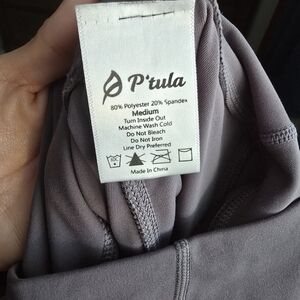 P'tula
80% Polyester 20% Spandex
Medium
Turn Inside Out
Machine Wash Cold
Do Not Bleach
Do Not Iron
Line Dry Preferred
Made In China